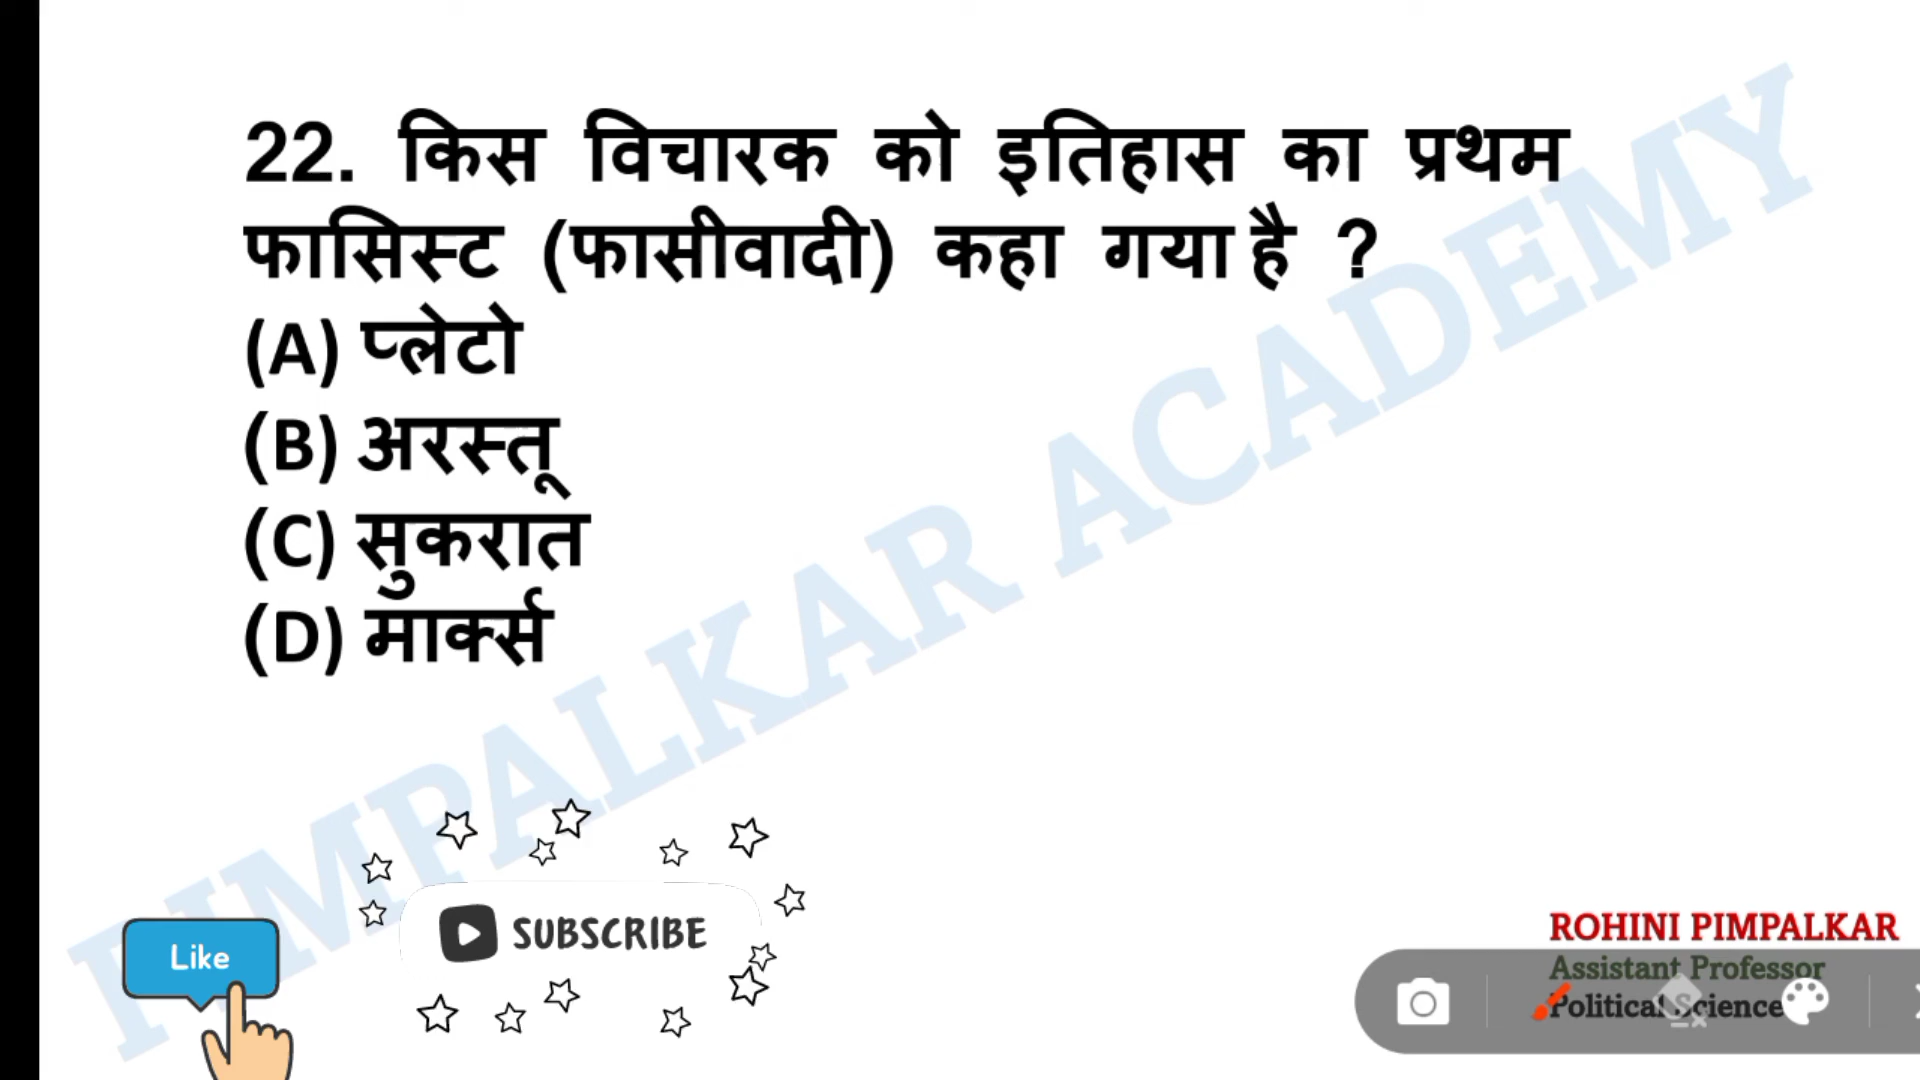 22. किस विचारक को इतिहास का प्रथम
फासिस्ट (फासीवादी) कहा गया है ?
(A) प्लेटो
(B) अरस्तू
(C) सुकरात
(D) मार्क्स
PIMPALKAR ACADEMY
Like
SUBSCRIBE
ROHINI PIMPALKAR
Assistant Professor
Political Science